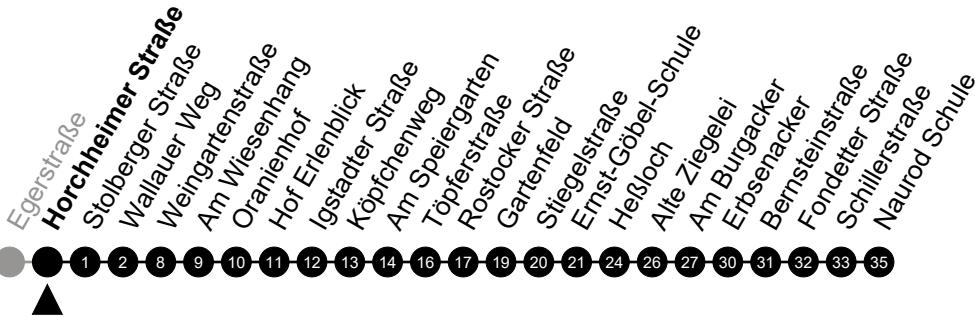 Egerstraße
Horchheimer Straße
Stolberger Straße
Wallauer Weg
Weingartenstraße
Am Wiesenhang
Oranienhof
Hof Erlenblick
Igstadter Straße
Köpfchenweg
Am Speiergarten
Töpferstraße
Rostocker Straße
Gartenfeld
Stiegelstraße
Ernst-Göbel-Schule
Heßloch
Alte Ziegelei
Am Burgacker
Erbsenacker
Bernsteinstraße
Fondetter Straße
Schillerstraße
Naurod Schule
1 2 8 9 10 11 12 13 14 16 17 19 20 21 24 26 27 30 31 32 33 35